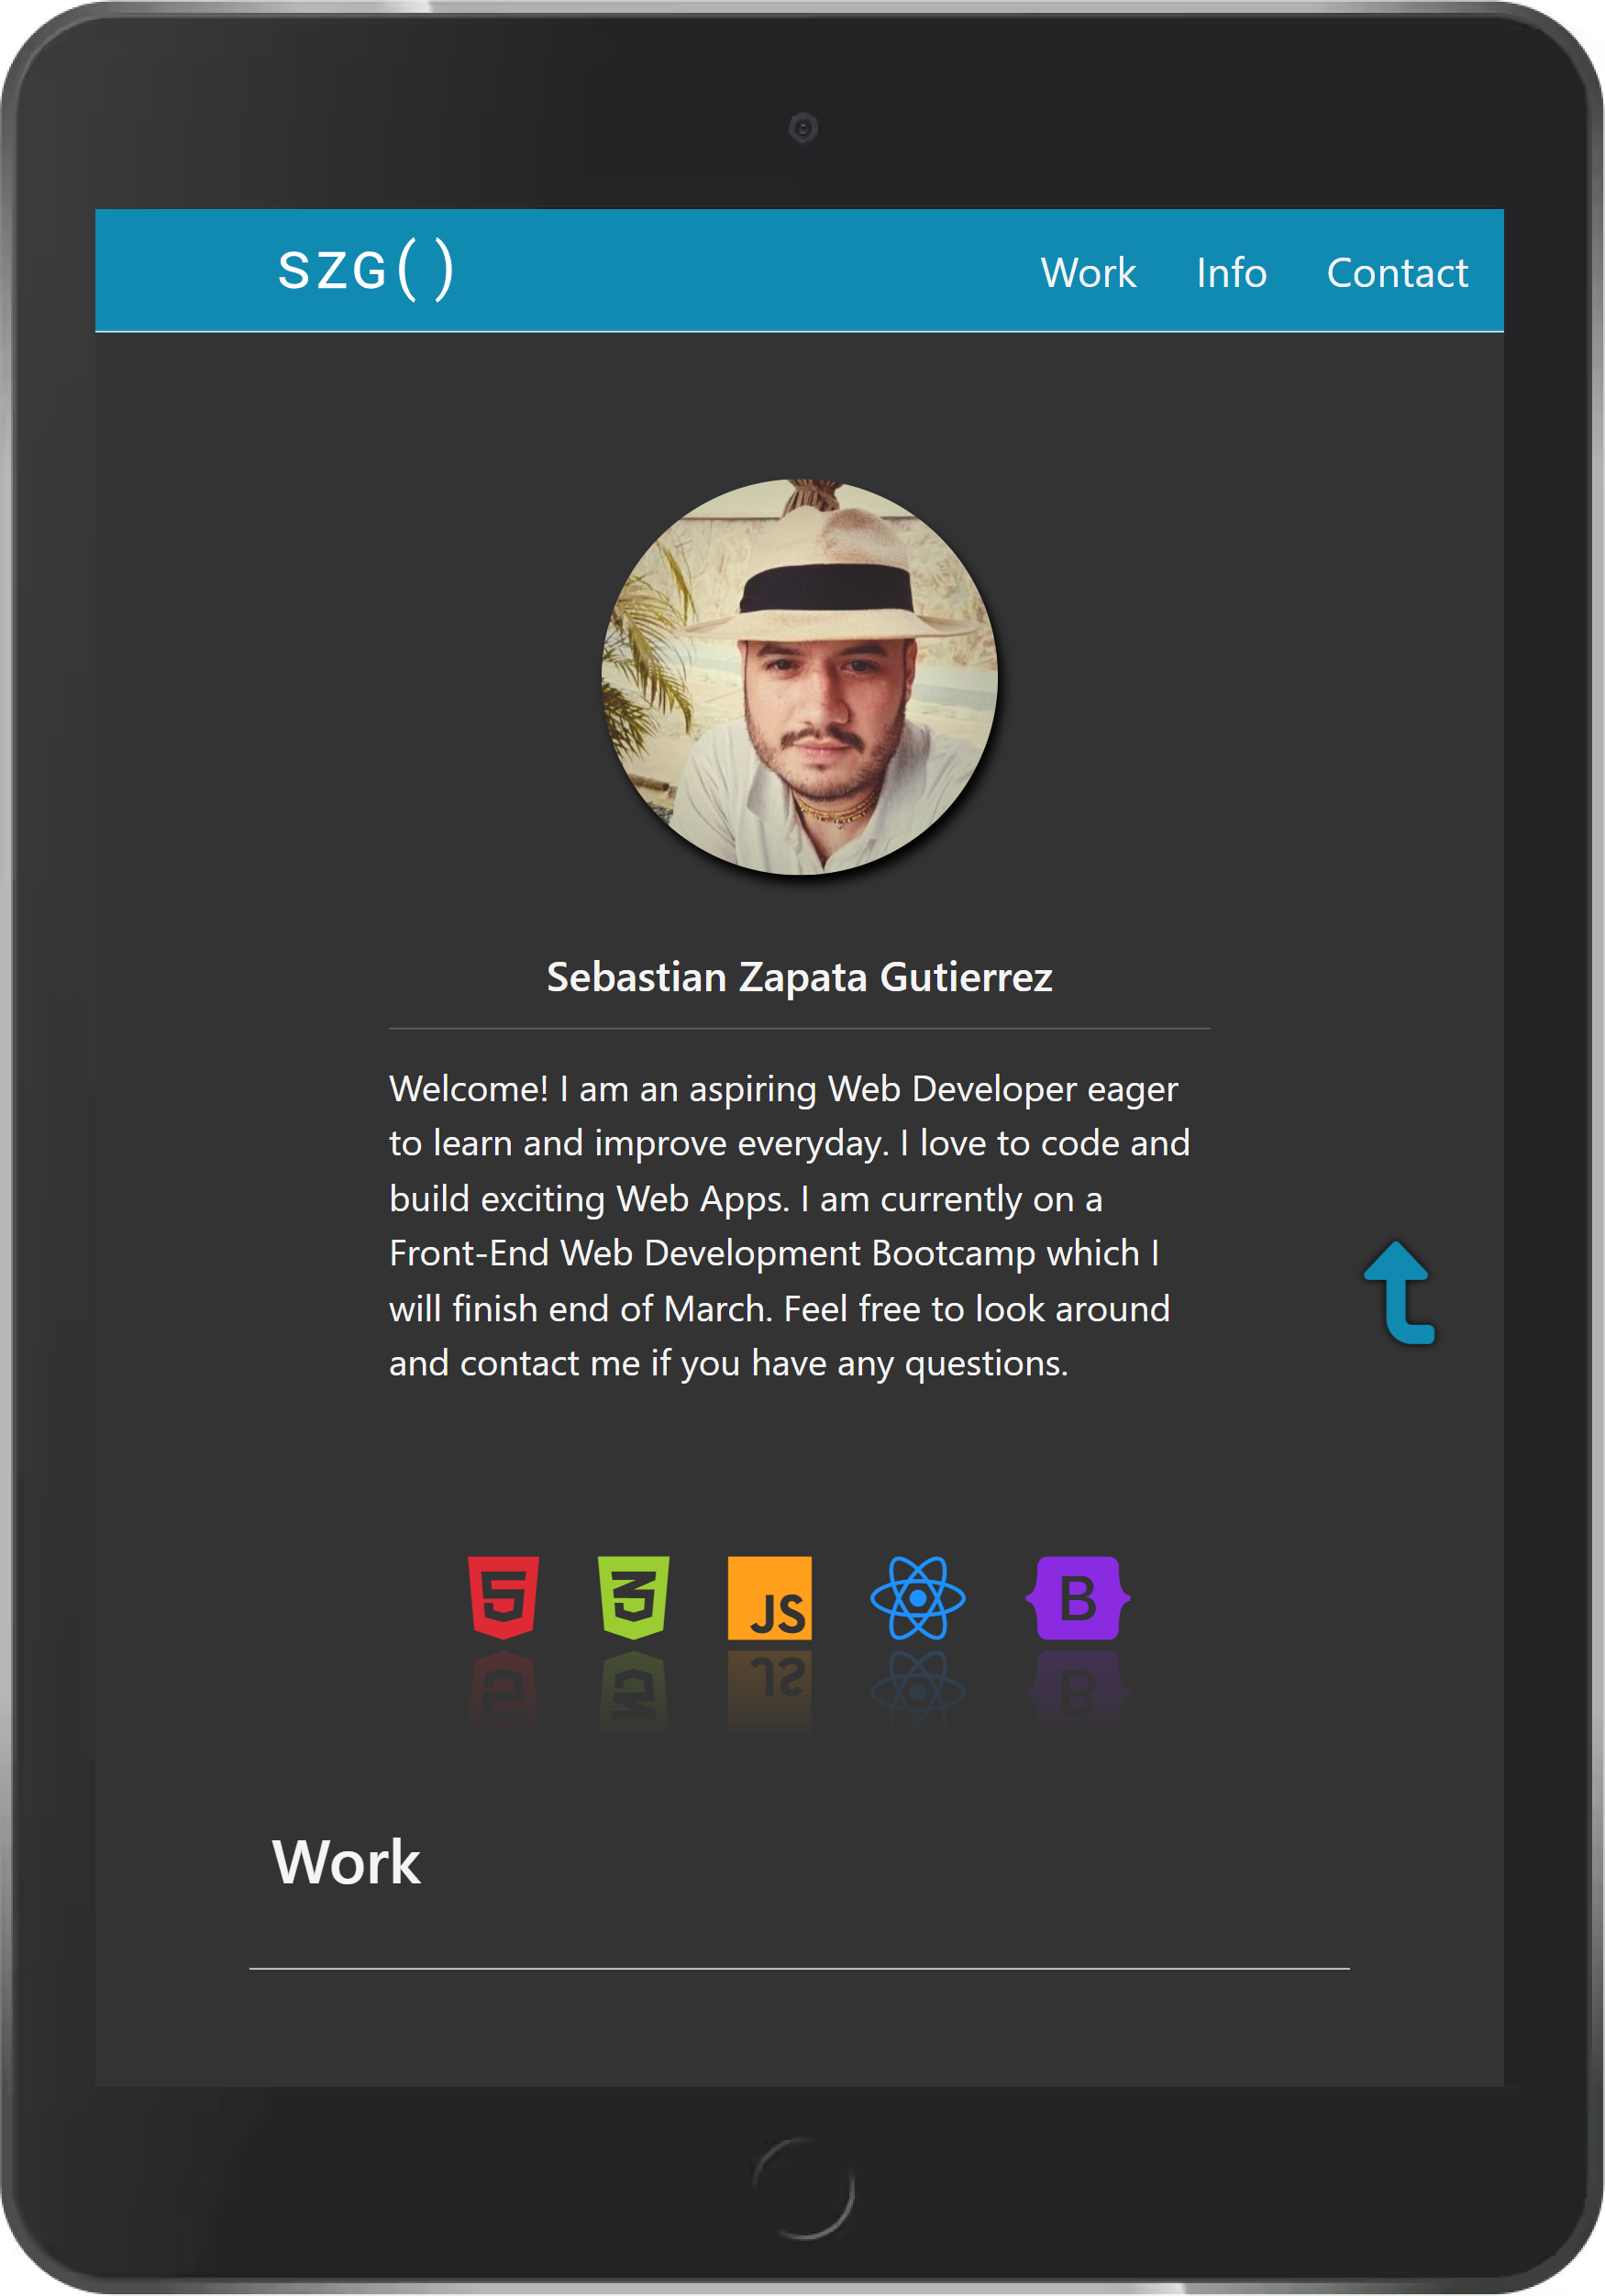 SZG()
Work Info Contact
Sebastian Zapata Gutierrez
Welcome! I am an aspiring Web Developer eager
to learn and improve everyday. I love to code and
build exciting Web Apps. I am currently on a
Front-End Web Development Bootcamp which I
will finish end of March. Feel free to look around
and contact me if you have any questions.
5 3 JS B
Work